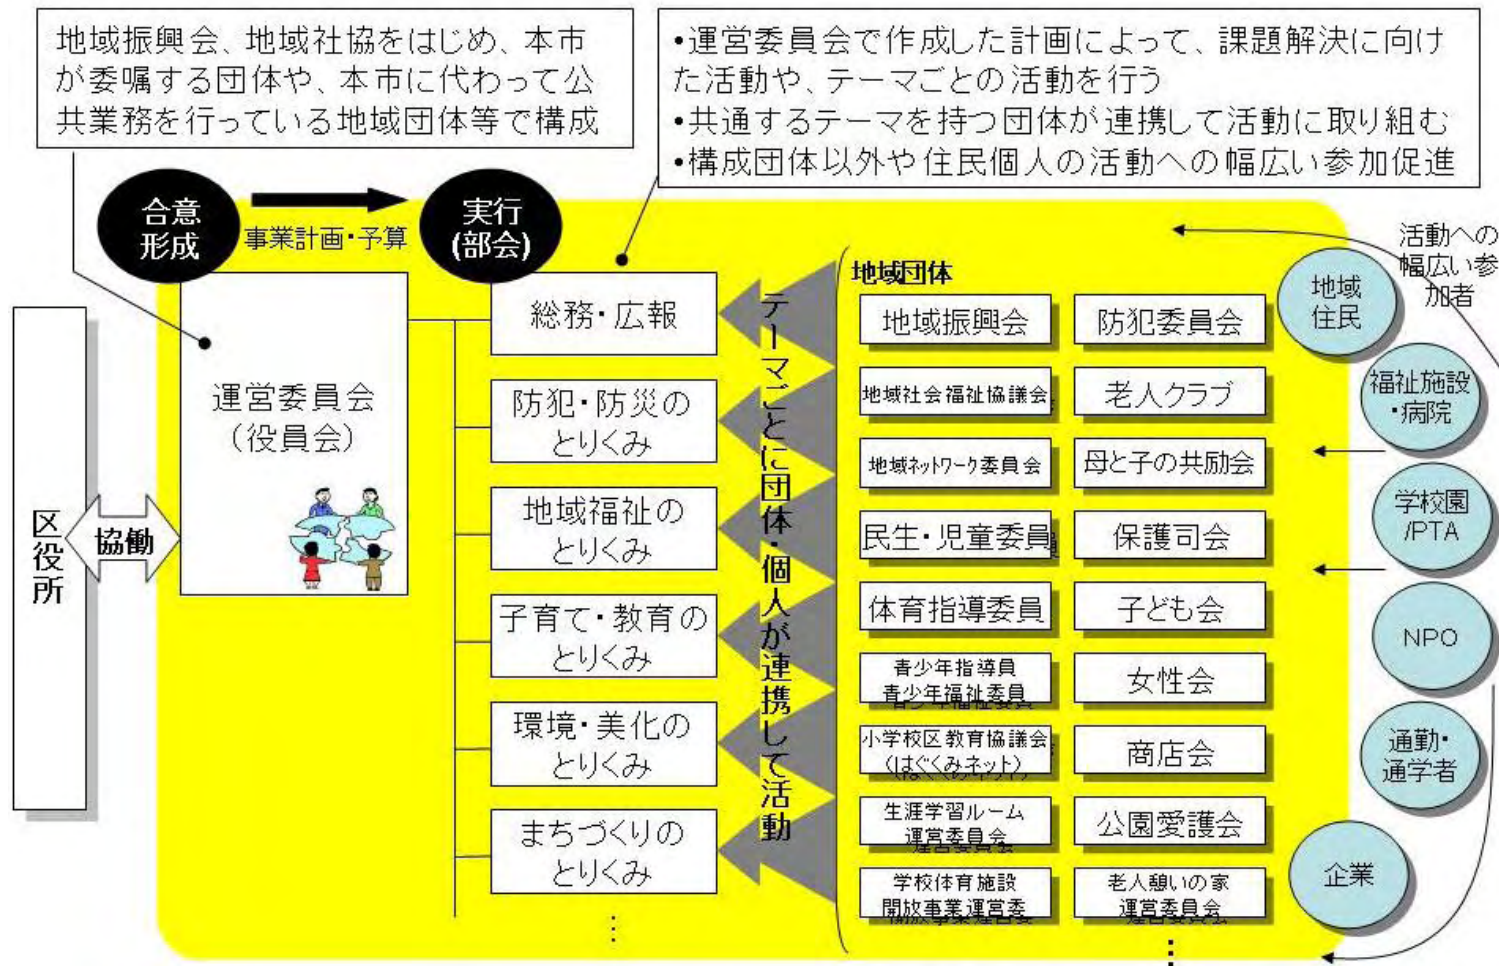 地域振興会、地域社協をはじめ、本市
が委嘱する団体や、本市に代わって公
共業務を行っている地域団体等で構成
•運営委員会で作成した計画によって、課題解決に向け
た活動や、テーマごとの活動を行う
•共通するテーマを持つ団体が連携して活動に取り組む
•構成団体以外や住民個人の活動への幅広い参加促進
合意
形成
事業計画・予算
実行
(部会)
活動への
幅広い参
加者
区役所
協働
運営委員会
（役員会）
総務・広報
防犯・防災の
とりくみ
地域福祉の
とりくみ
子育て・教育の
とりくみ
環境・美化の
とりくみ
まちづくりの
とりくみ
⋮
テーマごとに団体・個人が連携して活動
地域団体
地域振興会
防犯委員会
地域社会福祉協議会
老人クラブ
地域ネットワーク委員会
母と子の共励会
民生・児童委員
保護司会
体育指導委員
子ども会
青少年指導員
青少年福祉委員
女性会
小学校区教育協議会
（はぐくみネット）
商店会
生涯学習ルーム
運営委員会
公園愛護会
学校体育施設
開放事業運営委
老人憩いの家
運営委員会
⋮
地域
住民
福祉施設
・病院
学校園
/PTA
NPO
通勤・
通学者
企業